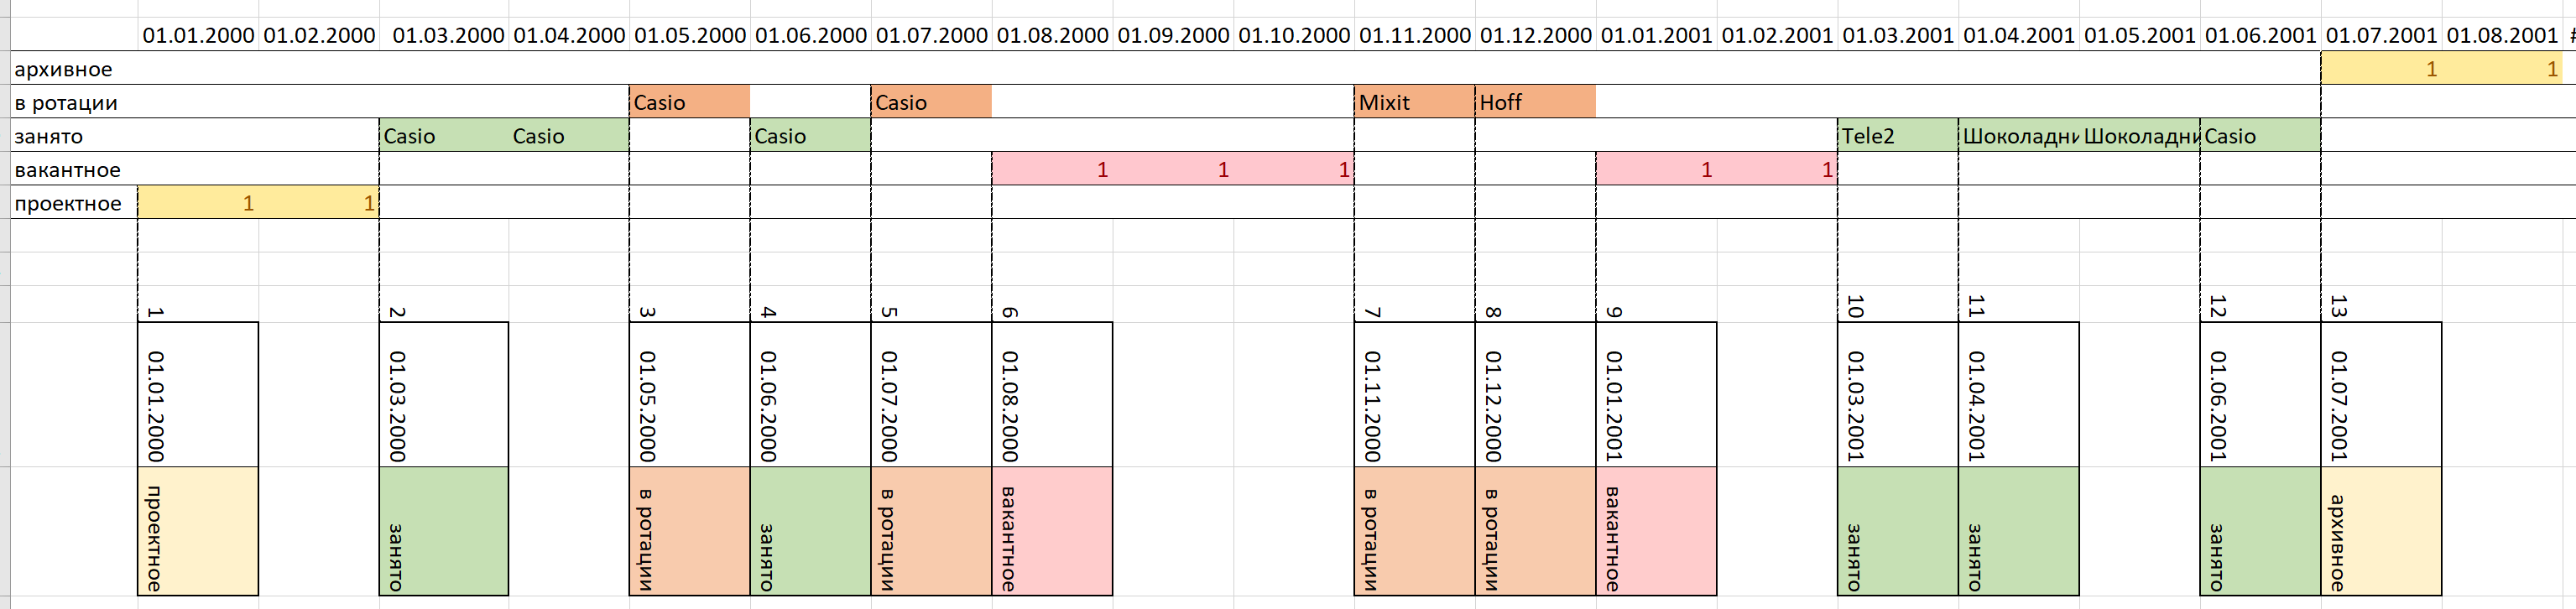 01.01.2000 01.02.2000 01.03.2000 01.04.2000 01.05.2000 01.06.2000 01.07.2000 01.08.2000 01.09.2000 01.10.2000 01.11.2000 01.12.2000 01.01.2001 01.02.2001 01.03.2001 01.04.2001 01.05.2001 01.06.2001 01.07.2001 01.08.2001 #
архивное 1 1
в ротации Casio Casio Mixit Hoff
занято Casio Casio Casio Tele2 Шоколадни Шоколадни Casio
вакантное 1 1 1 1 1
проектное 1 1
1 2 3 4 5 6 7 8 9 10 11 12 13
01.01.2000 01.03.2000 01.05.2000 01.06.2000 01.07.2000 01.08.2000 01.11.2000 01.12.2000 01.01.2001 01.03.2001 01.04.2001 01.06.2001 01.07.2001
проектное занято в ротации занято в ротации вакантное в ротации в ротации вакантное занято занято занято архивное